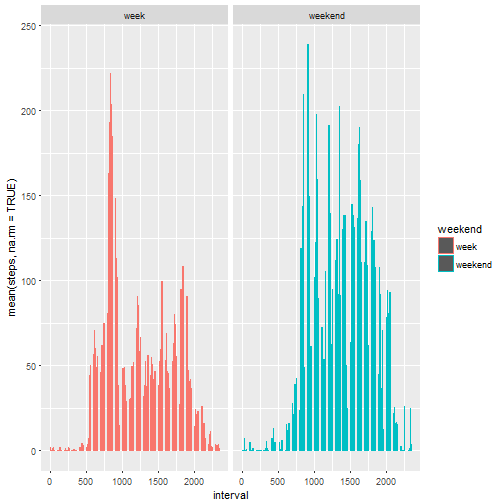 week weekend
250
200
150
100
50
0
mean(steps, na.rm = TRUE)
0 500 1000 1500 2000 0 500 1000 1500 2000
interval
weekend
week
weekend